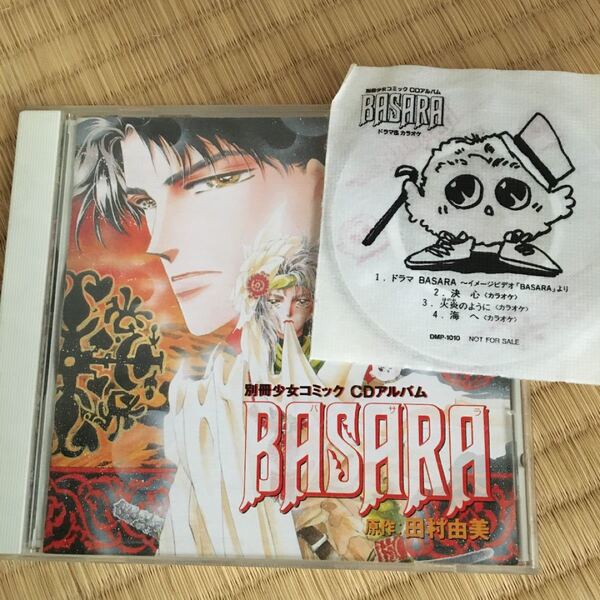 別冊少女コミック CDアルバム
BASARA
バサラ
原作・田村由美
別冊少女コミック CDアルバム
BASARA
ドラマ& カラオケ
1. ドラマ BASARA 〜イメージビデオ「BASARA」より
2. 決 心〈カラオケ〉
3. 火炎のように〈カラオケ〉
4. 海 へ〈カラオケ〉
DMP-1010 NOT FOR SALE